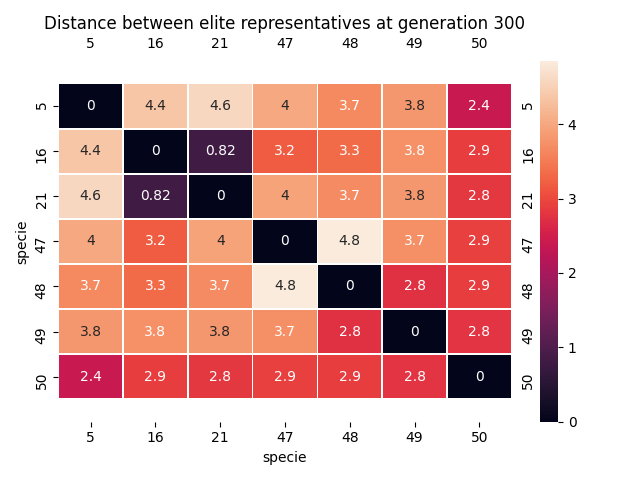 Distance between elite representatives at generation 300
5 16 21 47 48 49 50
5 0 4.4 4.6 4 3.7 3.8 2.4 5
16 4.4 0 0.82 3.2 3.3 3.8 2.9 16
21 4.6 0.82 0 4 3.7 3.8 2.8 21
47 4 3.2 4 0 4.8 3.7 2.9 47
48 3.7 3.3 3.7 4.8 0 2.8 2.9 48
49 3.8 3.8 3.8 3.7 2.8 0 2.8 49
50 2.4 2.9 2.8 2.9 2.9 2.8 0 50
5 16 21 47 48 49 50
specie
specie
4
3
2
1
0